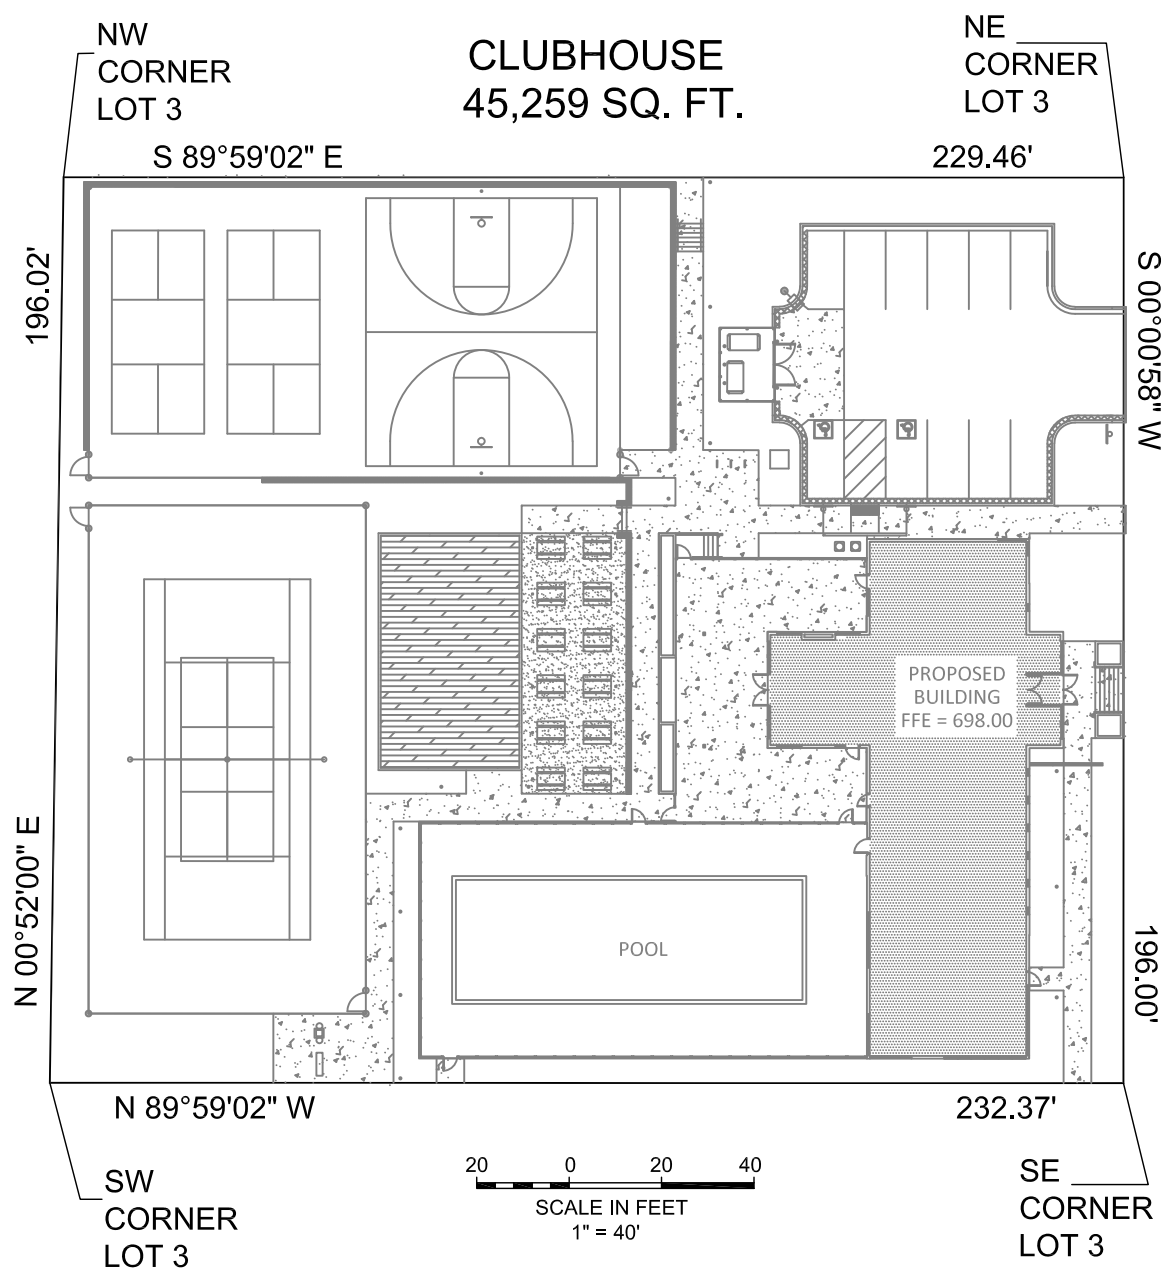 NW
CORNER
LOT 3
CLUBHOUSE
45,259 SQ. FT.
NE
CORNER
LOT 3
S 89°59'02" E
229.46'
196.02'
S 00°00'58" W
PROPOSED
BUILDING
FFE = 698.00
N 00°52'00" E
POOL
196.00'
N 89°59'02" W
232.37'
SW
CORNER
LOT 3
20 0 20 40
SCALE IN FEET
1" = 40'
SE
CORNER
LOT 3